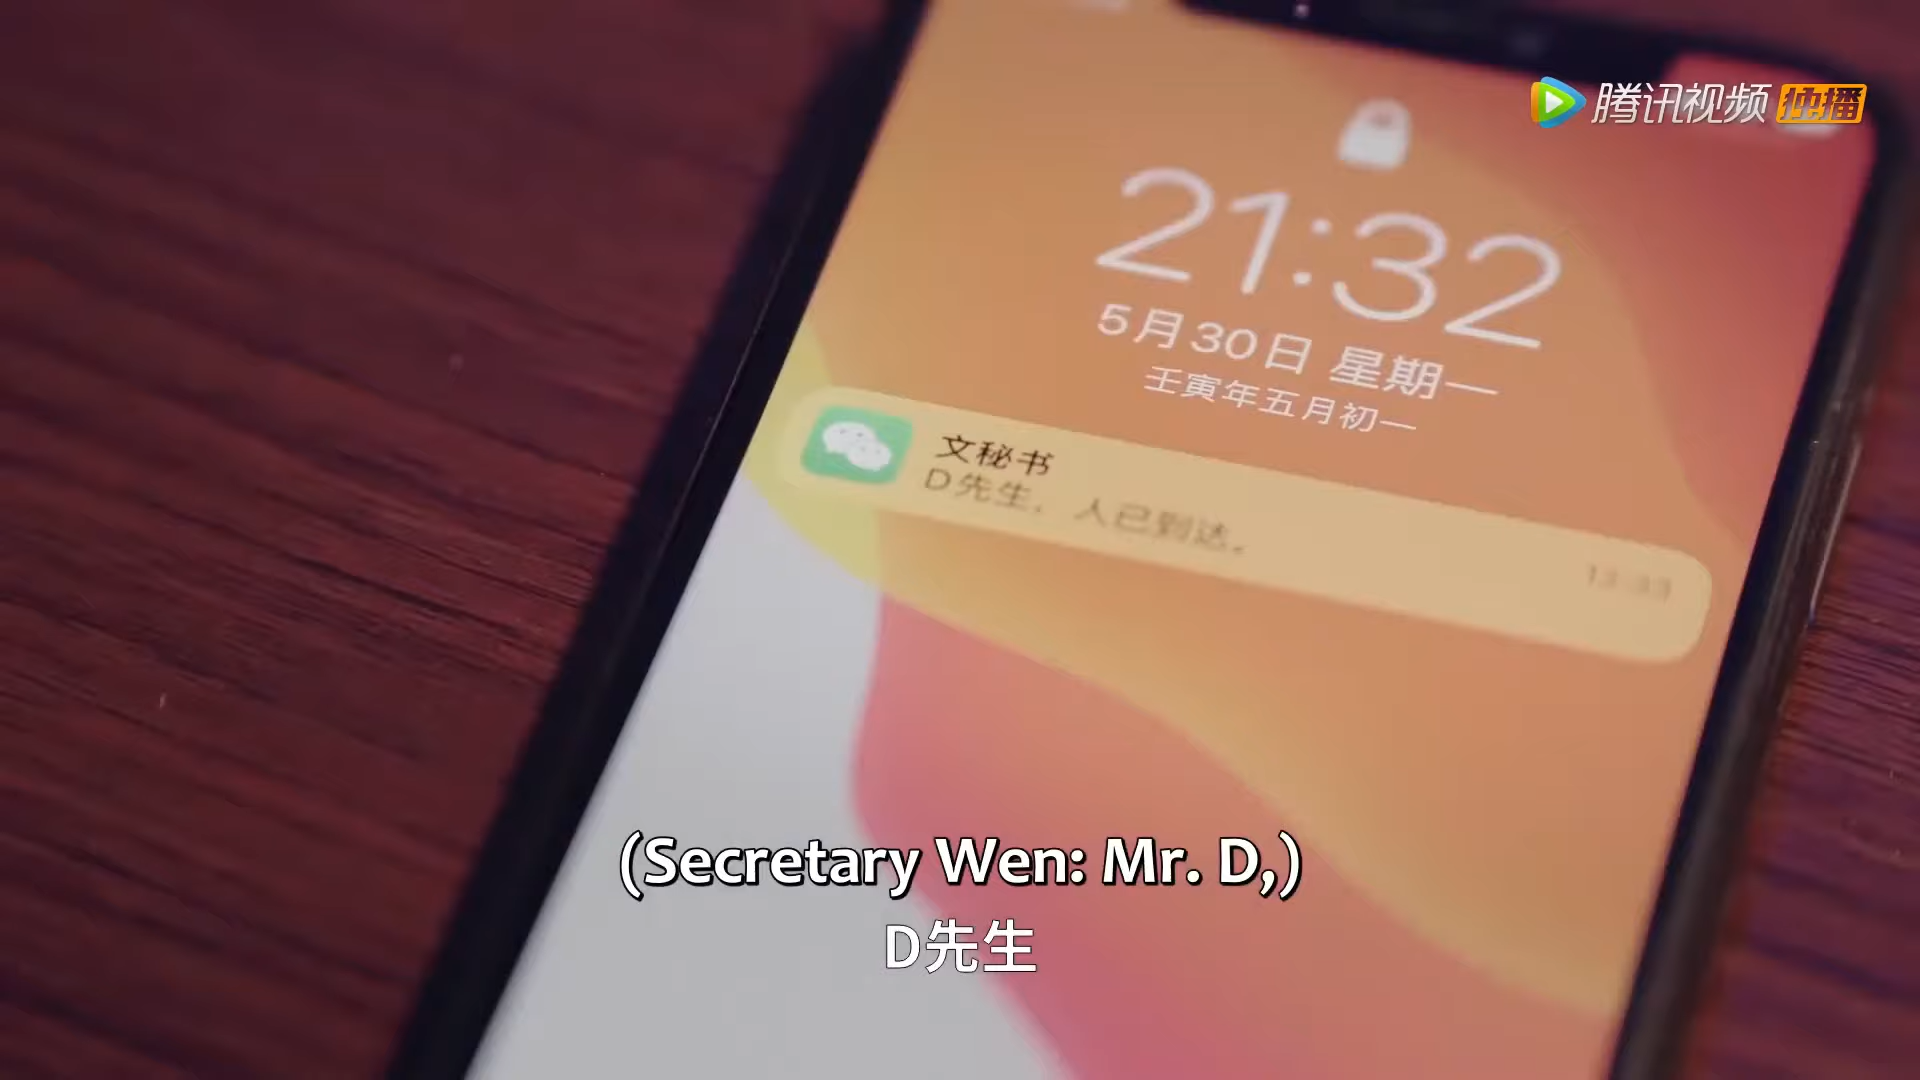 腾讯视频 独播
21:32
5月30日 星期一
壬寅年五月初一
文秘书
D先生，人已到达。
(Secretary Wen: Mr. D,)
D先生